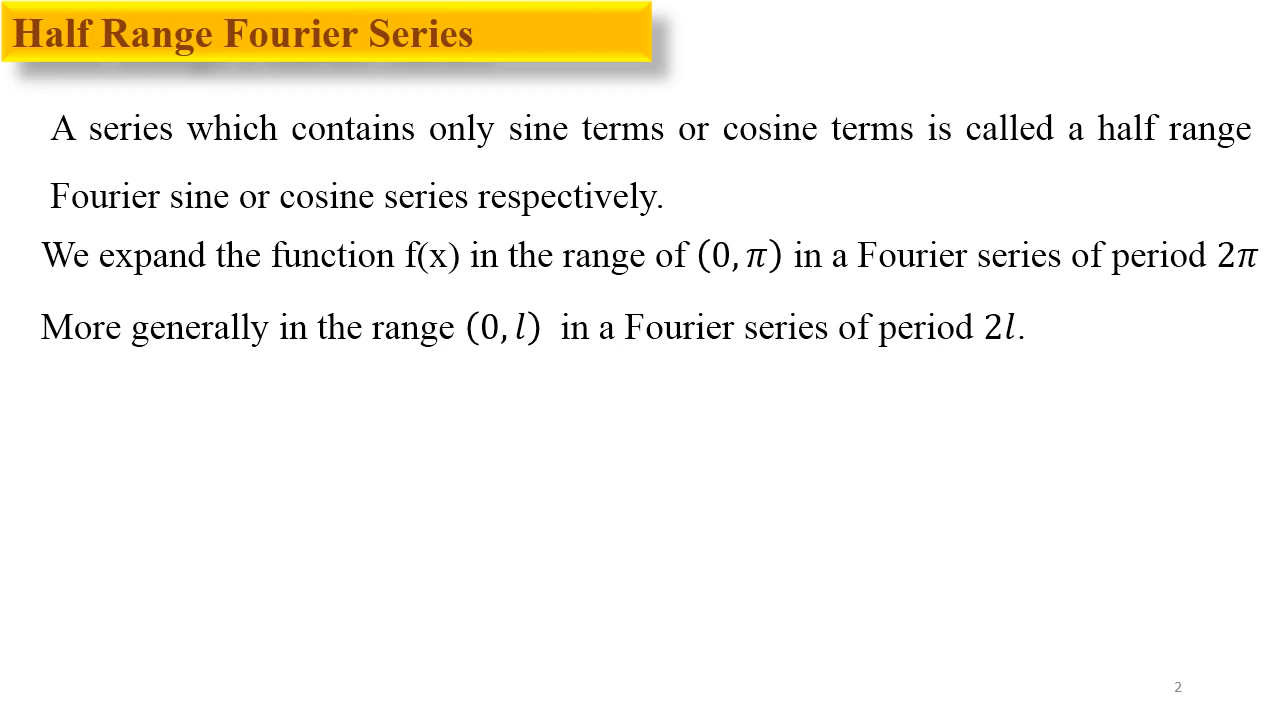 Half Range Fourier Series
A series which contains only sine terms or cosine terms is called a half range
Fourier sine or cosine series respectively.
We expand the function f(x) in the range of (0, 𝜋) in a Fourier series of period 2𝜋
More generally in the range (0, 𝑙) in a Fourier series of period 2𝑙.
2